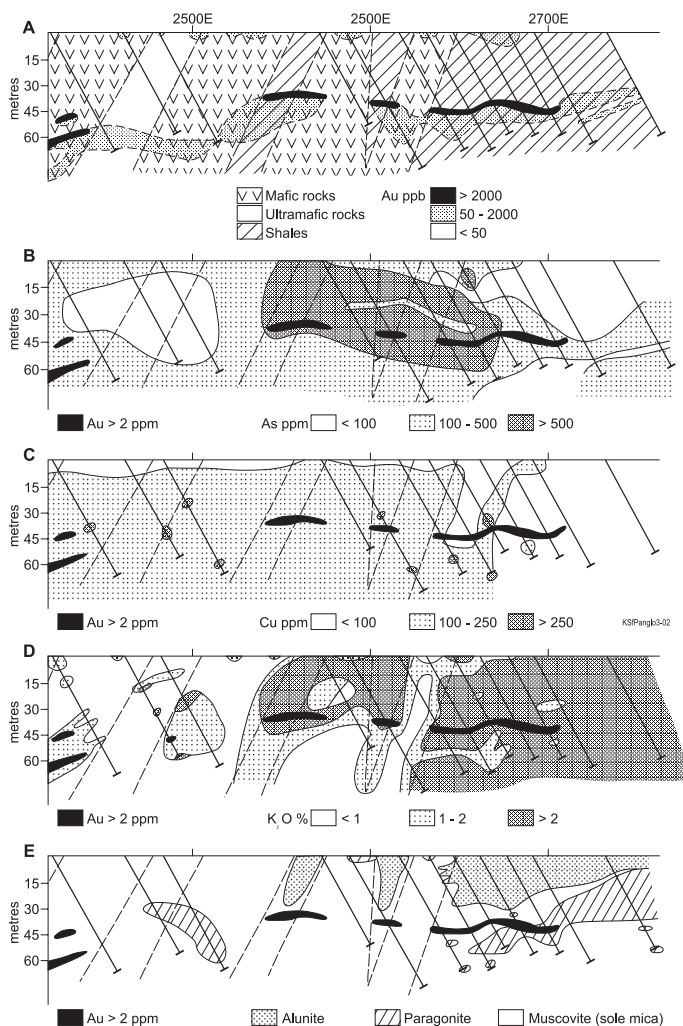 2500E 2500E 2700E
A
15
30
45
60
metres
Mafic rocks
Ultramafic rocks
Shales
Au ppb > 2000
50 - 2000
< 50
B
15
30
45
60
metres
Au > 2 ppm As ppm < 100 100 - 500 > 500
C
15
30
45
60
metres
Au > 2 ppm Cu ppm < 100 100 - 250 > 250 KSfPanglo3-02
D
15
30
45
60
metres
Au > 2 ppm K₂O % < 1 1 - 2 > 2
E
15
30
45
60
metres
Au > 2 ppm Alunite Paragonite Muscovite (sole mica)